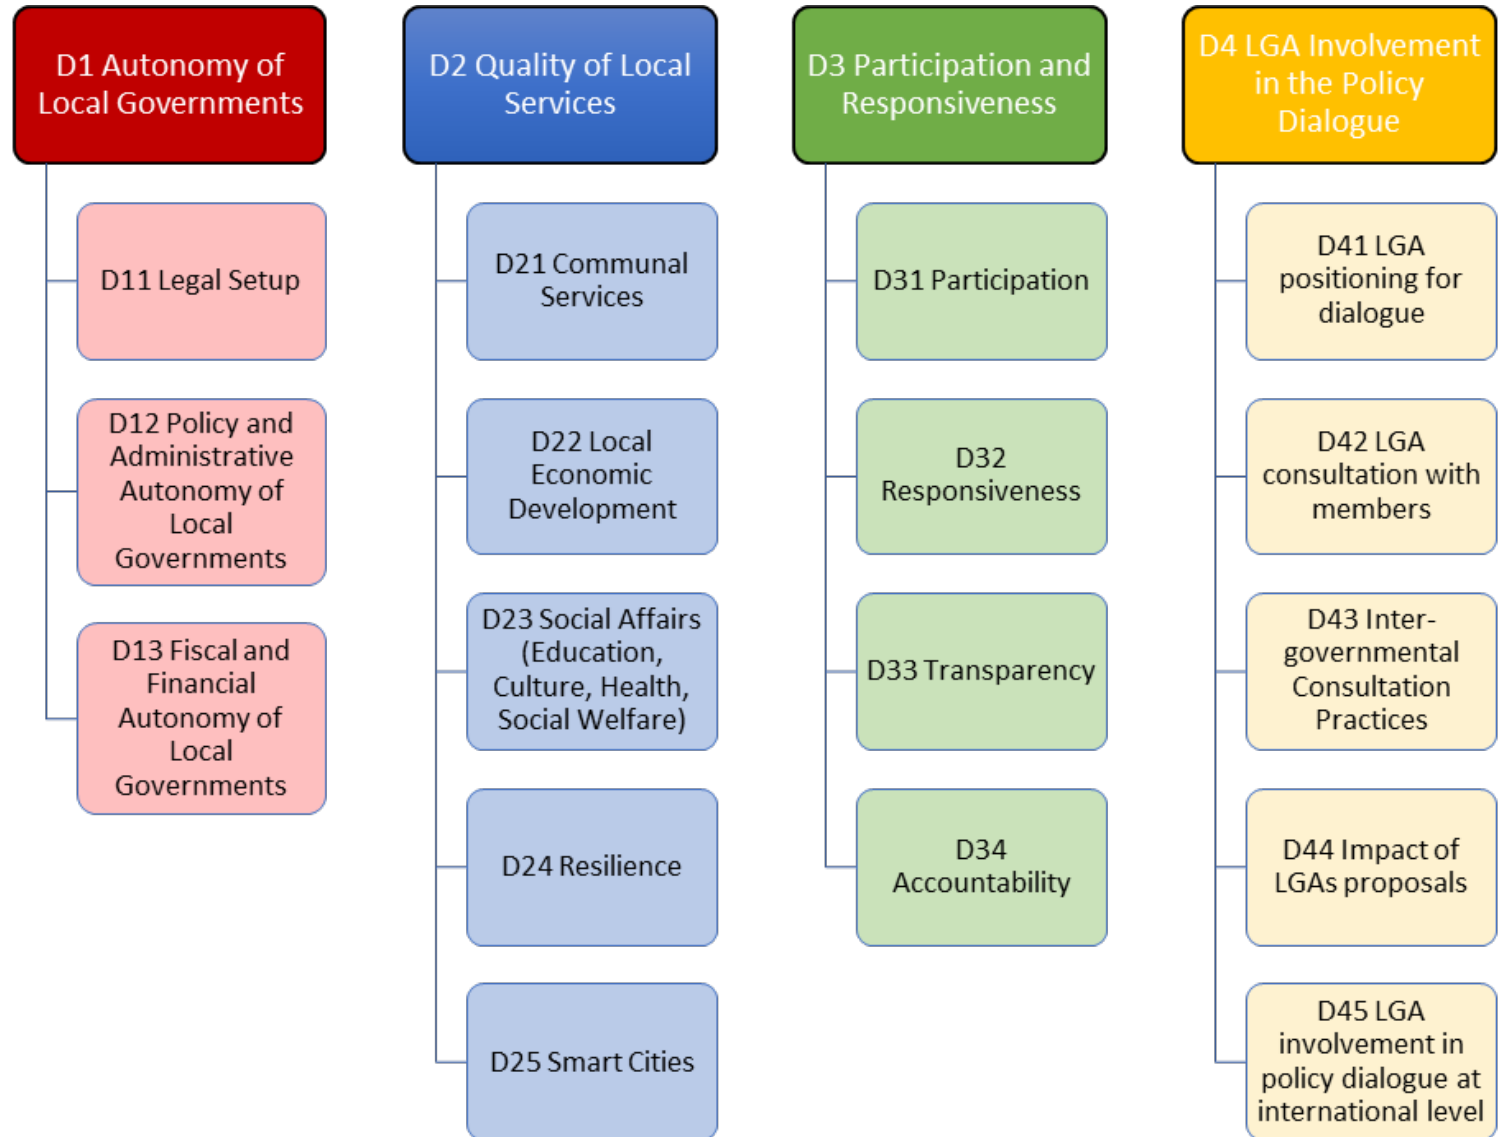 D1 Autonomy of
Local Governments
D11 Legal Setup
D12 Policy and
Administrative
Autonomy of
Local
Governments
D13 Fiscal and
Financial
Autonomy of
Local
Governments
D2 Quality of Local
Services
D21 Communal
Services
D22 Local
Economic
Development
D23 Social Affairs
(Education,
Culture, Health,
Social Welfare)
D24 Resilience
D25 Smart Cities
D3 Participation and
Responsiveness
D31 Participation
D32
Responsiveness
D33 Transparency
D34
Accountability
D4 LGA Involvement
in the Policy
Dialogue
D41 LGA
positioning for
dialogue
D42 LGA
consultation with
members
D43 Inter-
governmental
Consultation
Practices
D44 Impact of
LGAs proposals
D45 LGA
involvement in
policy dialogue at
international level